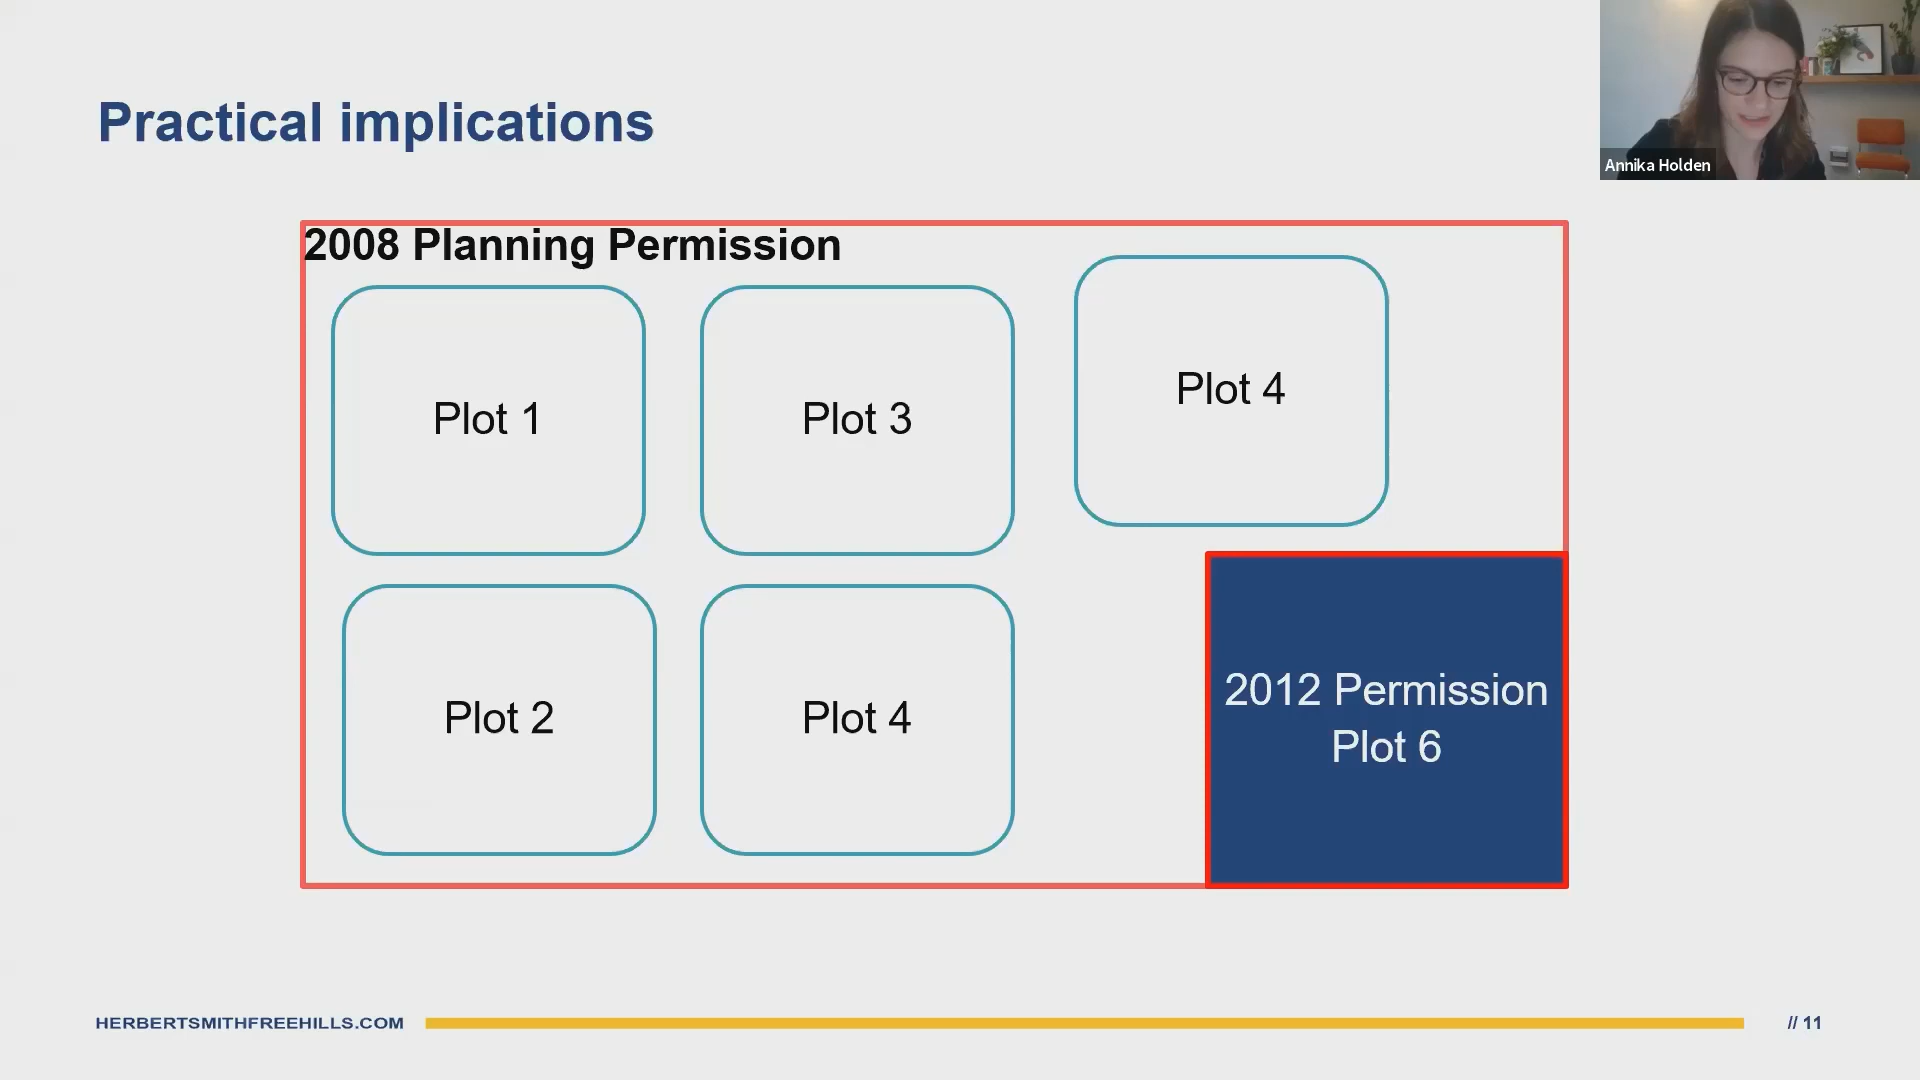 Annika Holden
Practical implications
2008 Planning Permission
Plot 1
Plot 3
Plot 4
Plot 2
Plot 4
2012 Permission
Plot 6
HERBERTSMITHFREEHILLS.COM
// 11